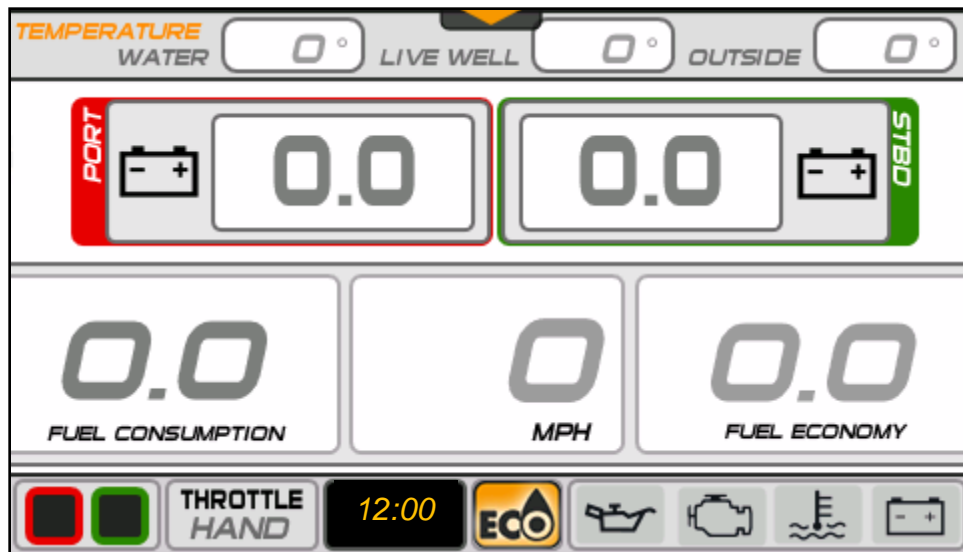 TEMPERATURE
WATER 0° LIVE WELL 0° OUTSIDE 0°
PORT - + 0.0 0.0 - + STBD
0.0 0 0.0
FUEL CONSUMPTION MPH FUEL ECONOMY
THROTTLE
HAND 12:00 ECO - +